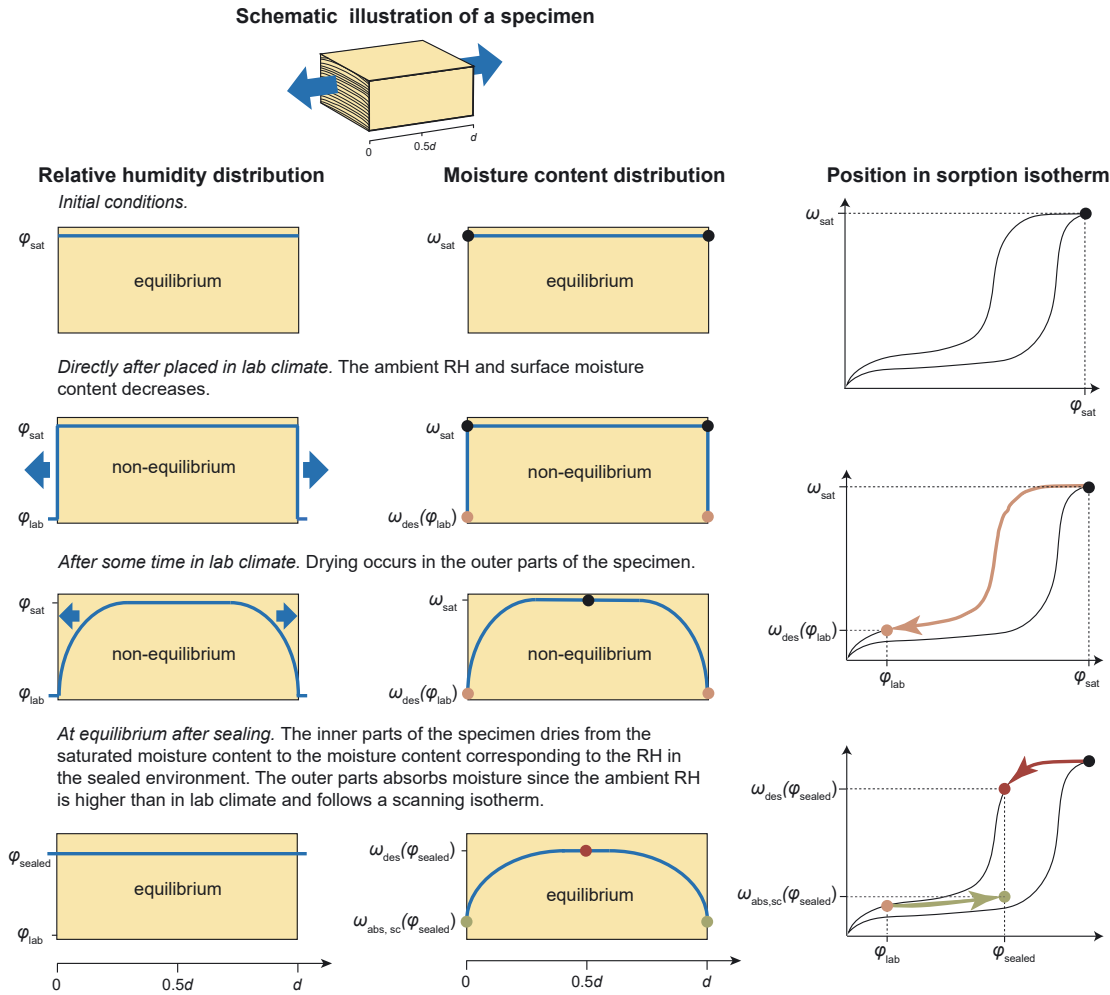 Schematic illustration of a specimen
0
0.5d
d
Relative humidity distribution
Moisture content distribution
Position in sorption isotherm
Initial conditions.
φsat
equilibrium
ωsat
equilibrium
ωsat
φsat
Directly after placed in lab climate. The ambient RH and surface moisture
content decreases.
φsat
non-equilibrium
φlab
ωsat
non-equilibrium
ωdes(φlab)
ωsat
ωdes(φlab)
φlab
φsat
After some time in lab climate. Drying occurs in the outer parts of the specimen.
φsat
non-equilibrium
φlab
ωsat
non-equilibrium
ωdes(φlab)
At equilibrium after sealing. The inner parts of the specimen dries from the
saturated moisture content to the moisture content corresponding to the RH in
the sealed environment. The outer parts absorbs moisture since the ambient RH
is higher than in lab climate and follows a scanning isotherm.
φsealed
equilibrium
φlab
ωdes(φsealed)
equilibrium
ωabs, sc(φsealed)
ωdes(φsealed)
ωabs,sc(φsealed)
φlab
φsealed
0
0.5d
d
0
0.5d
d